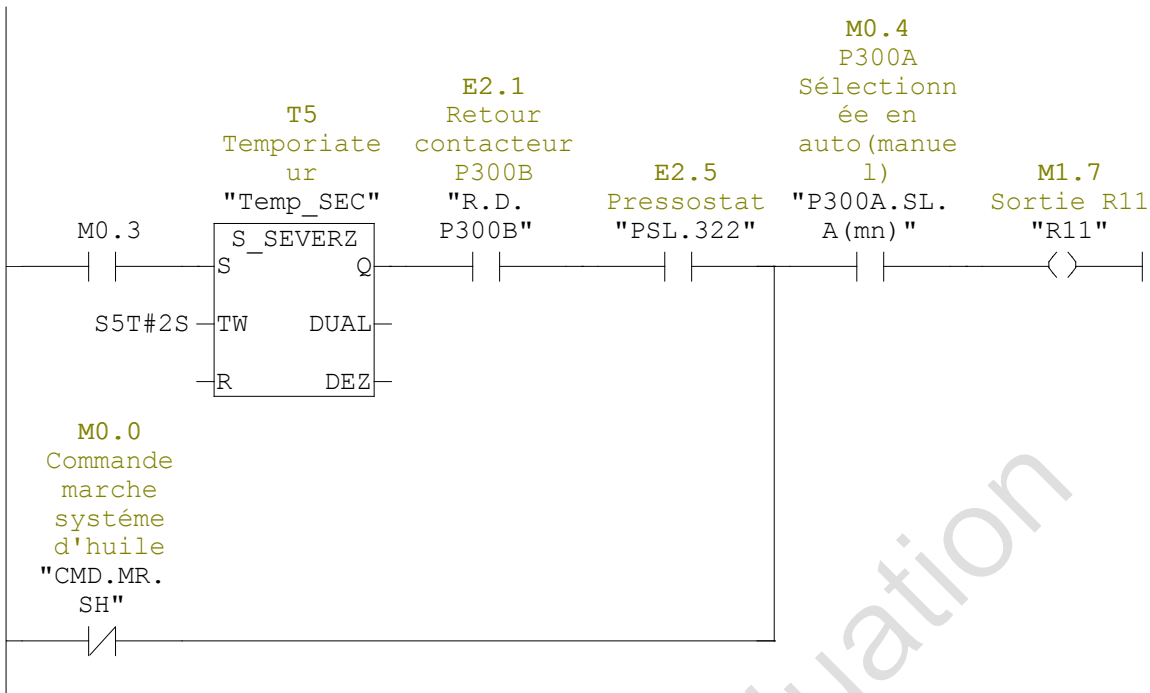 M0.4
P300A
Sélectionn
ée en
auto(manue
l)
"P300A.SL.
A(mn)"
E2.1
Retour
contacteur
P300B
"R.D.
P300B"
T5
Temporiate
ur
"Temp_SEC"
E2.5
Pressostat
"PSL.322"
M1.7
Sortie R11
"R11"
M0.3
S_SEVERZ
S Q
S5T#2S TW DUAL
R DEZ
M0.0
Commande
marche
systéme
d'huile
"CMD.MR.
SH"